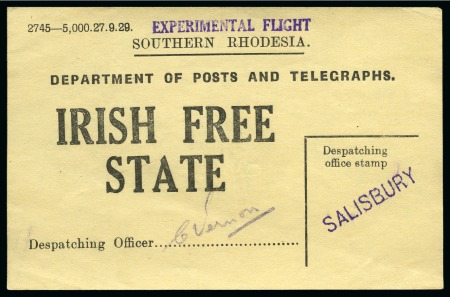 2745—5,000.27.9.29.
EXPERIMENTAL FLIGHT
SOUTHERN RHODESIA.
DEPARTMENT OF POSTS AND TELEGRAPHS.
IRISH FREE
STATE
Despatching
office stamp
SALISBURY
Despatching Officer.......C Vernon.......